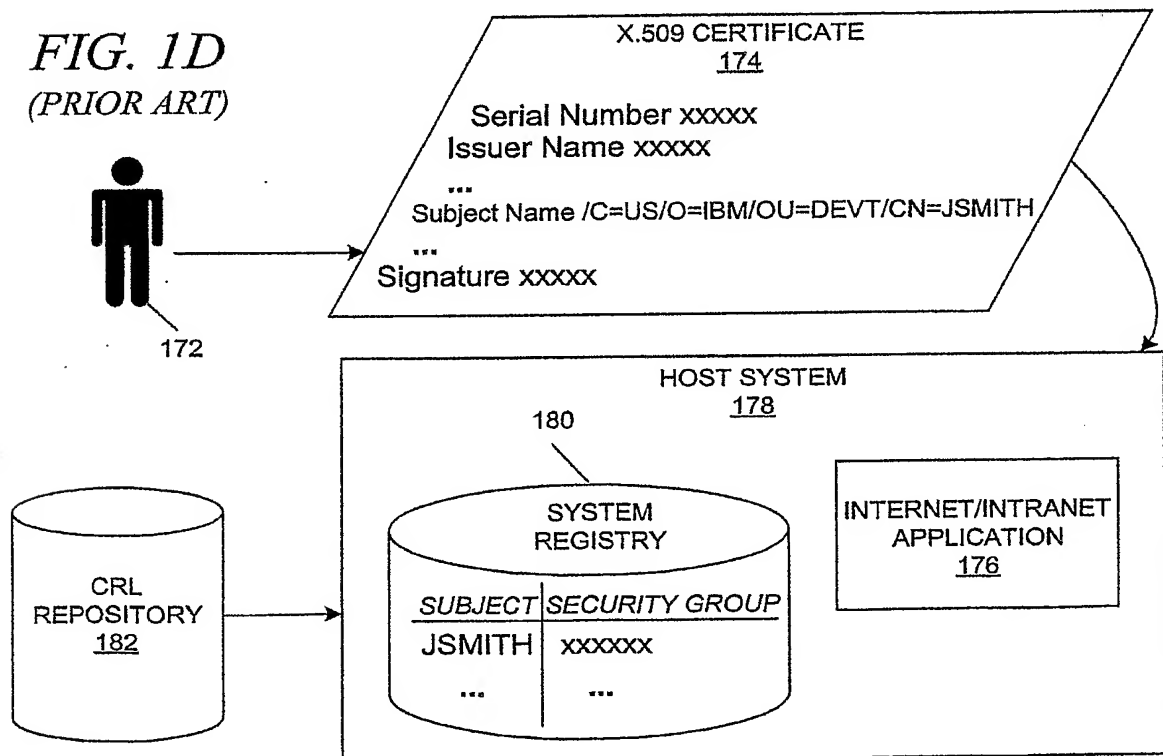 FIG. 1D
(PRIOR ART)
X.509 CERTIFICATE
174
Serial Number xxxxx
Issuer Name xxxxx
...
Subject Name /C=US/O=IBM/OU=DEVT/CN=JSMITH
...
Signature xxxxx
172
HOST SYSTEM
178
180
SYSTEM
REGISTRY
SUBJECT SECURITY GROUP
JSMITH xxxxxx
... ...
INTERNET/INTRANET
APPLICATION
176
CRL
REPOSITORY
182